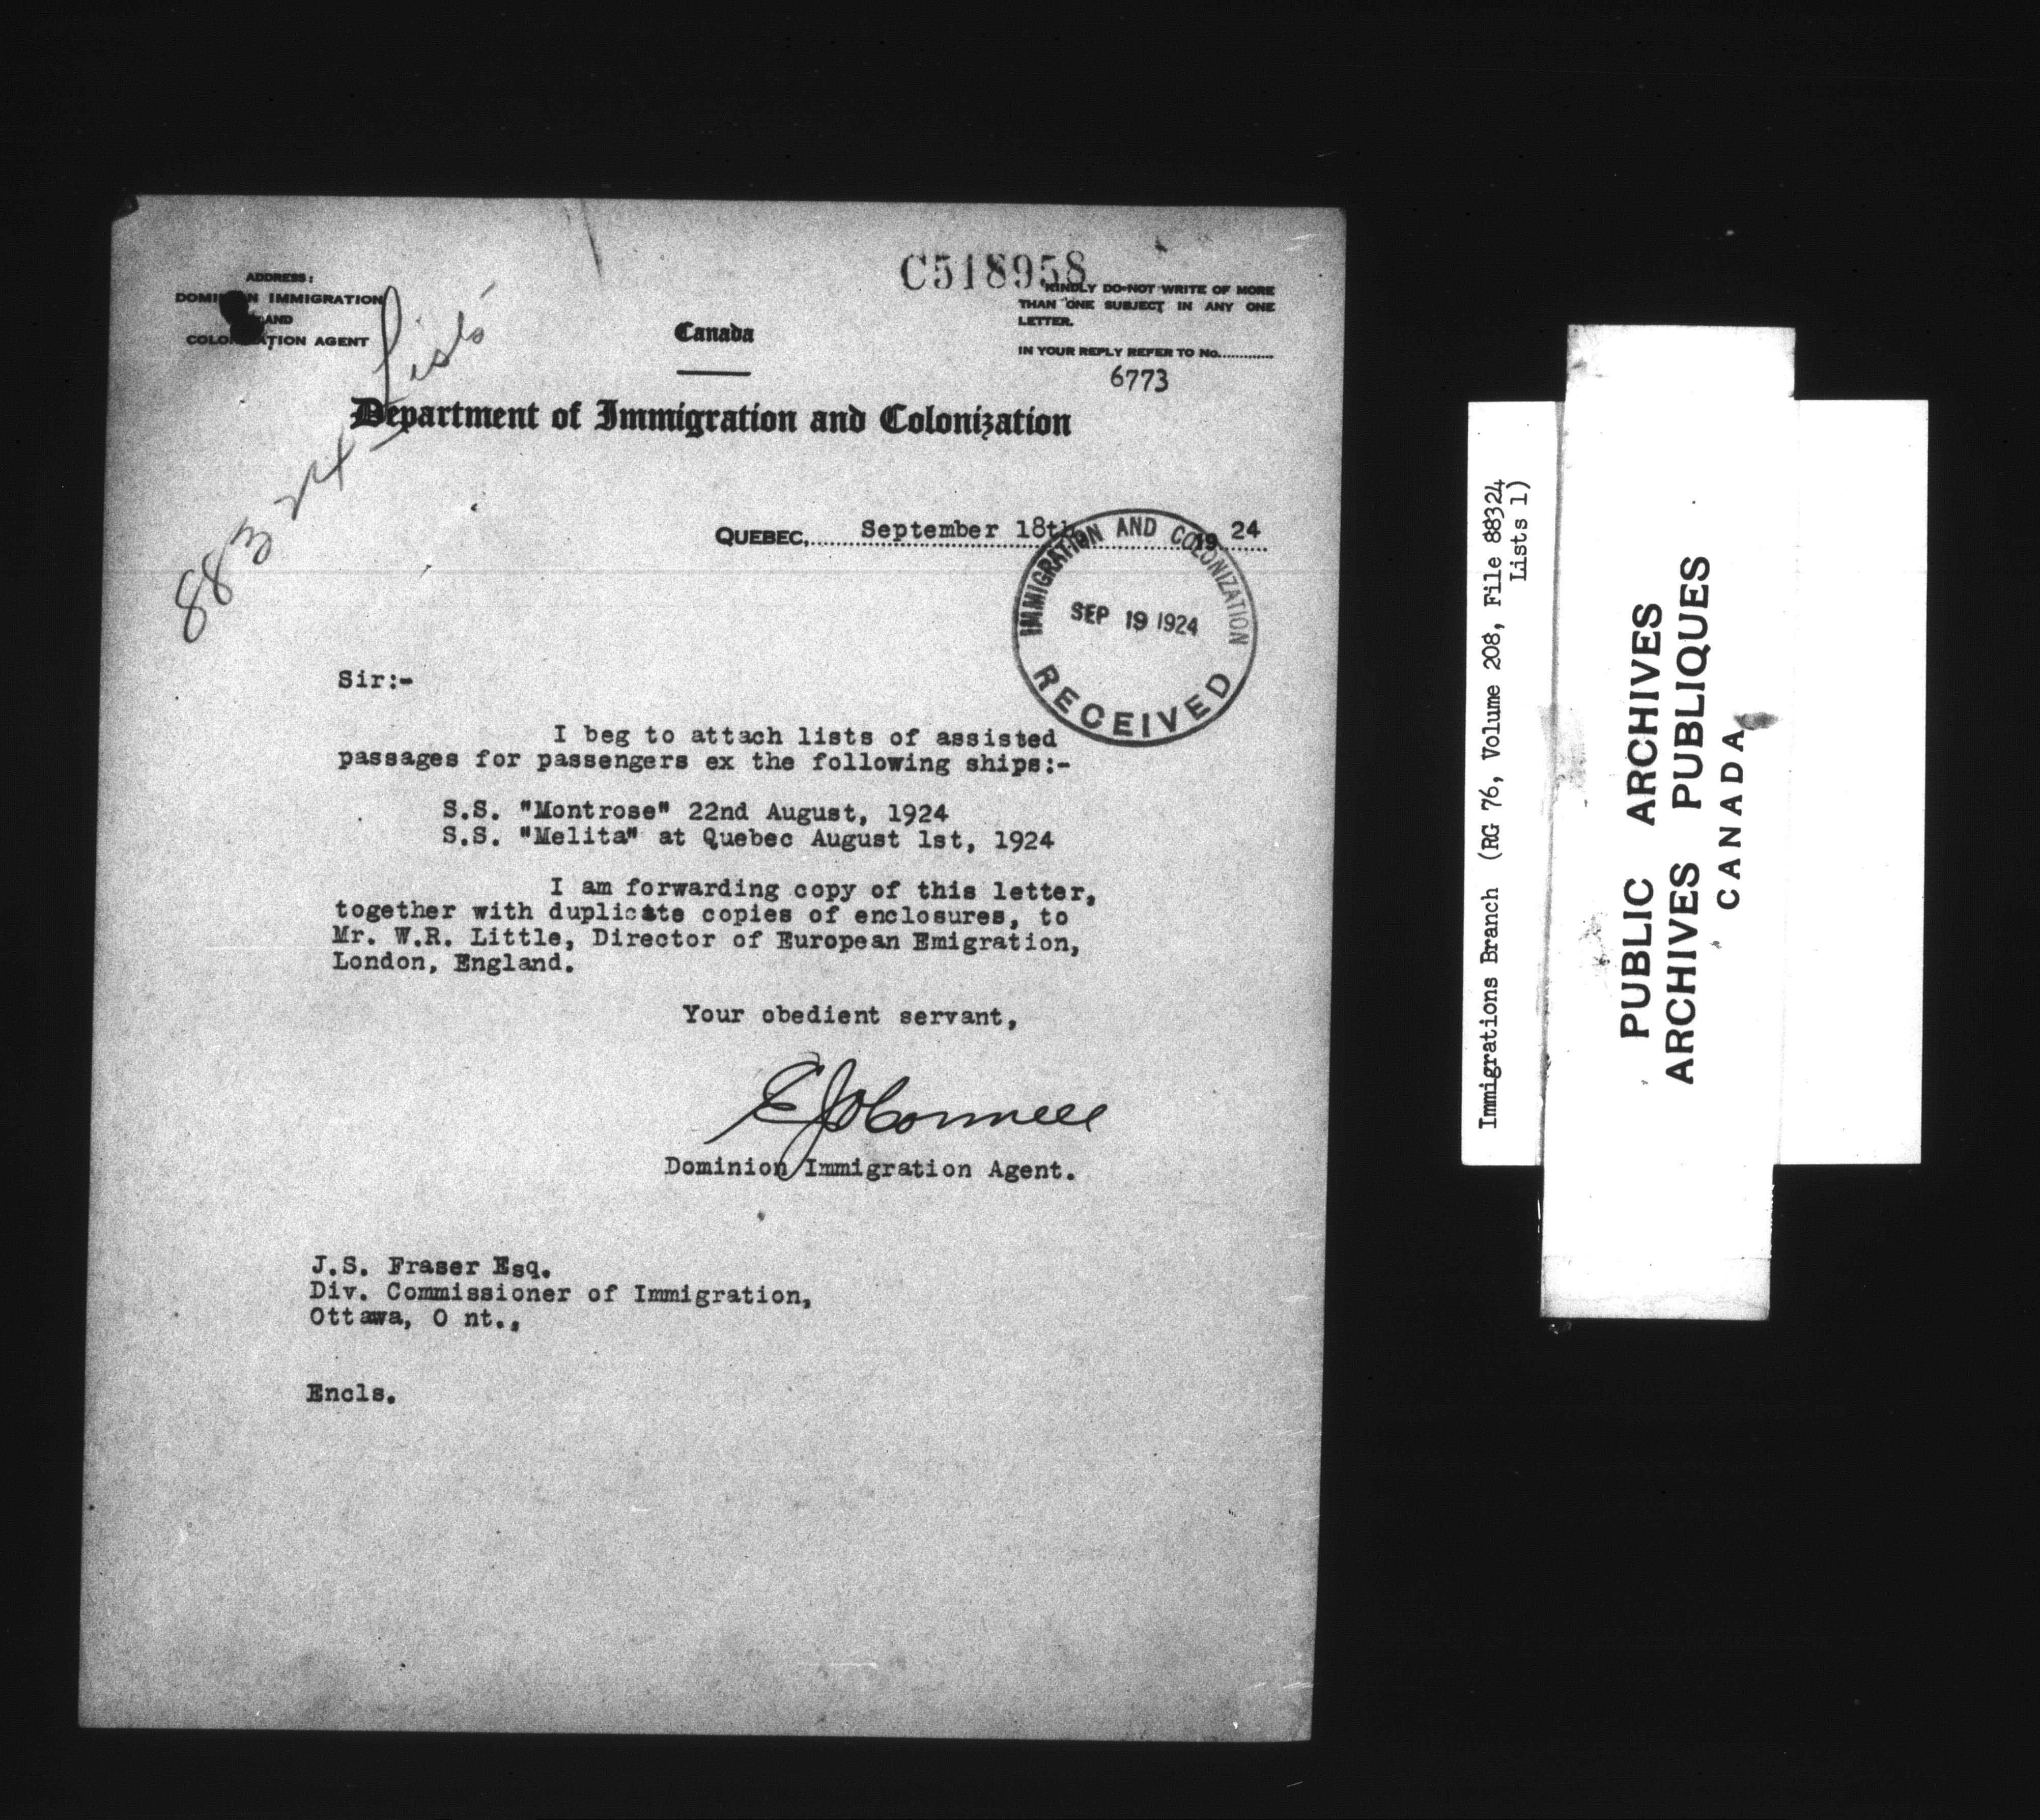 C518958
ADDRESS:
DOMINION IMMIGRATION
AND
COLONIZATION AGENT
KINDLY DO NOT WRITE OF MORE
THAN ONE SUBJECT IN ANY ONE
LETTER.
IN YOUR REPLY REFER TO No.............
6773
88324 Lists
Canada
Department of Immigration and Colonization
QUEBEC, September 18th 1924
IMMIGRATION AND COLONIZATION
SEP 19 1924
RECEIVED
Sir:-
I beg to attach lists of assisted
passages for passengers ex the following ships:-
S.S. "Montrose" 22nd August, 1924
S.S. "Melita" at Quebec August 1st, 1924
I am forwarding copy of this letter,
together with duplicate copies of enclosures, to
Mr. W.R. Little, Director of European Emigration,
London, England.
Your obedient servant,
E J O'Connell
Dominion Immigration Agent.
J.S. Fraser Esq.
Div. Commissioner of Immigration,
Ottawa, O nt.,
Encls.
Immigrations Branch (RG 76, Volume 208, File 88324
Lists 1)
PUBLIC ARCHIVES
ARCHIVES PUBLIQUES
CANADA